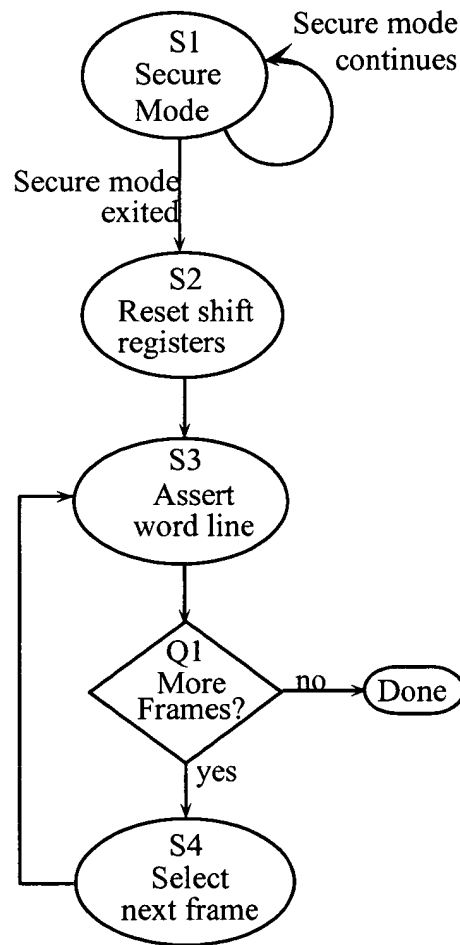 S1
Secure
Mode
Secure mode
continues
Secure mode
exited
S2
Reset shift
registers
S3
Assert
word line
Q1
More
Frames?
no
Done
yes
S4
Select
next frame